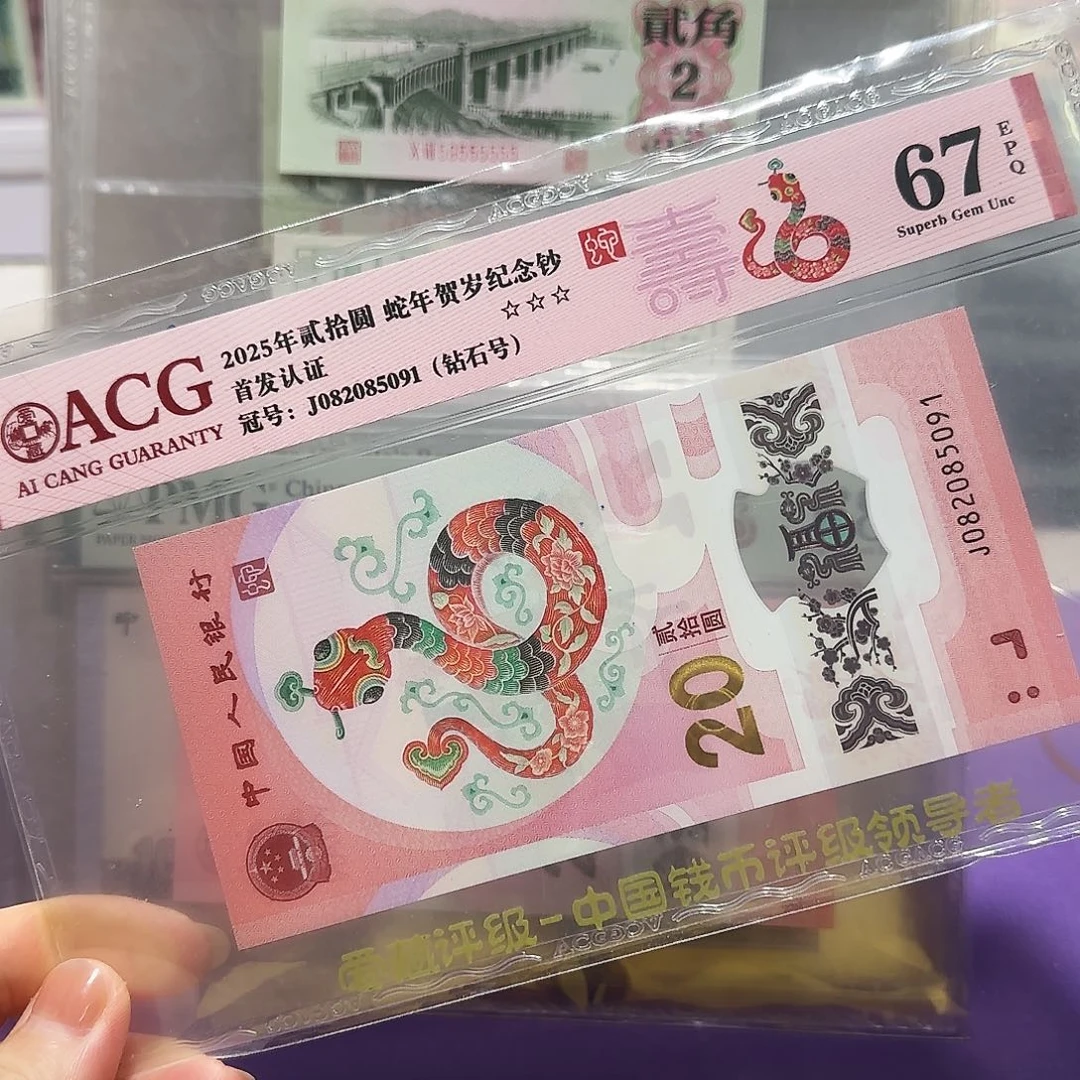 貳角
2
ACG
AI CANG GUARANTY
2025年贰拾圆 蛇年贺岁纪念钞
☆☆☆
首发认证
冠号：J082085091（钻石号）
壽
67
EPQ
Superb Gem Unc
PMG
中国人民银行
贰拾圆
20
J082085091
爱藏评级－中国钱币评级领导者